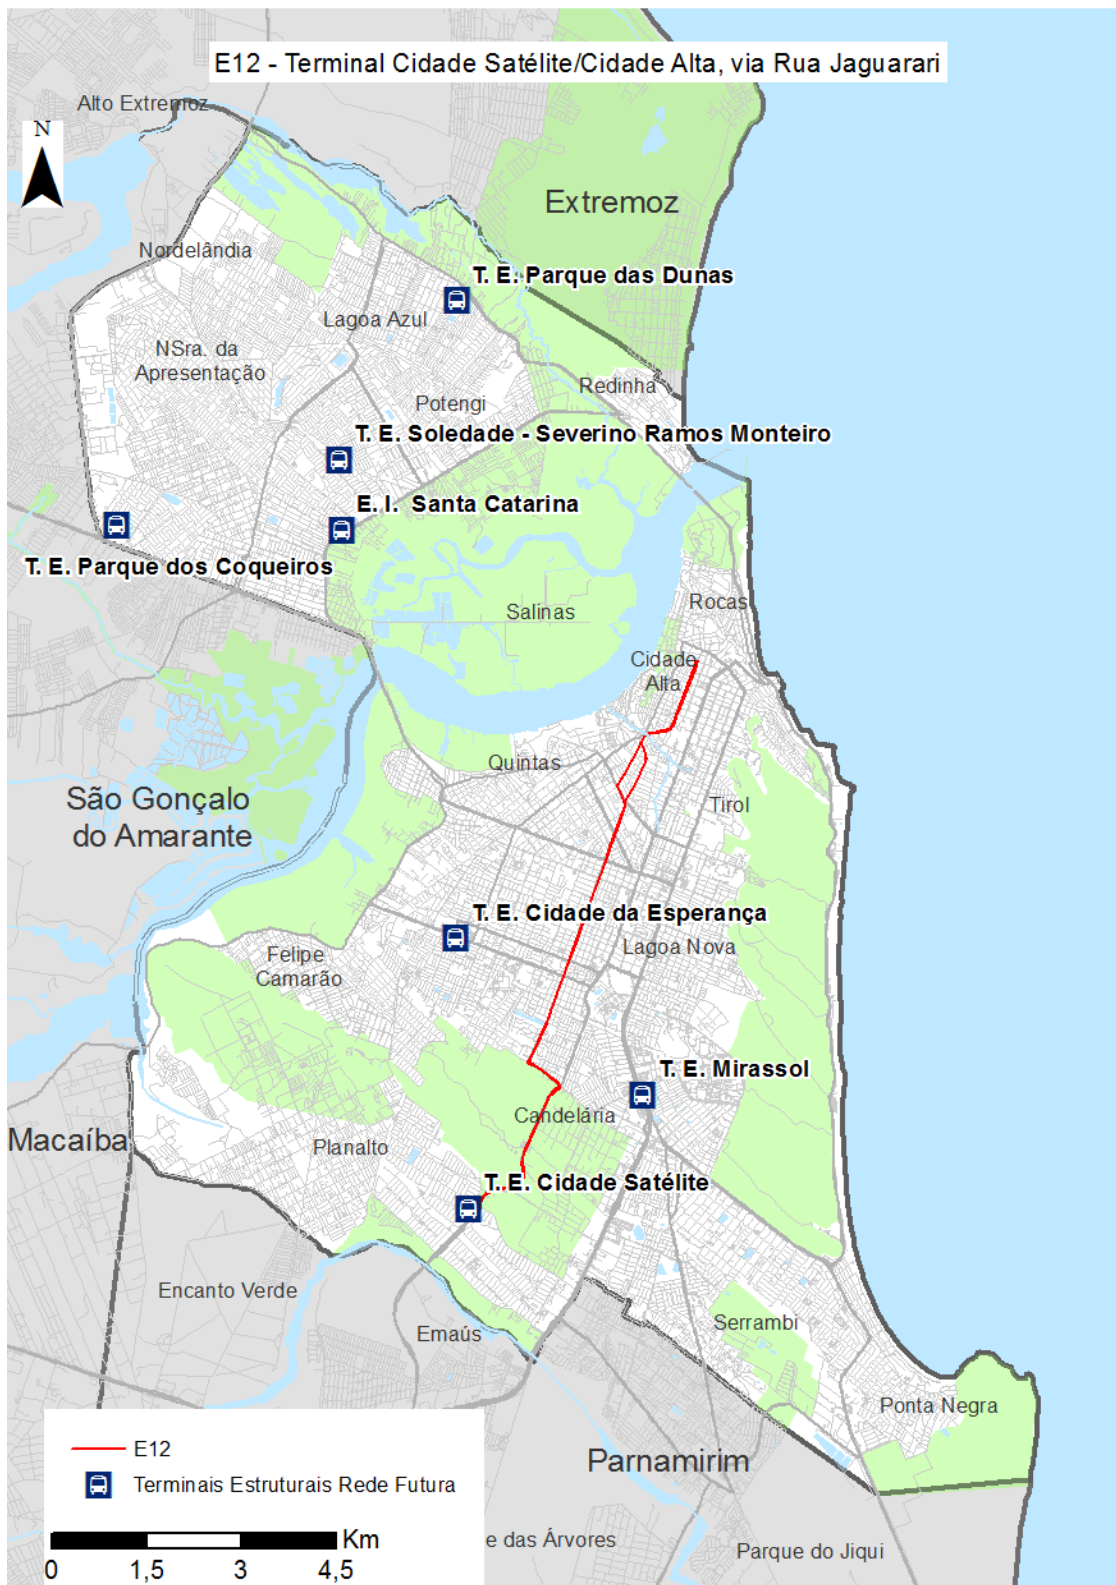 E12 - Terminal Cidade Satélite/Cidade Alta, via Rua Jaguarari
Alto Extremoz
N
Extremoz
Nordelândia
T. E. Parque das Dunas
Lagoa Azul
NSra. da
Apresentação
Redinha
Potengi
T. E. Soledade - Severino Ramos Monteiro
E. I. Santa Catarina
T. E. Parque dos Coqueiros
Rocas
Salinas
Cidade
Alta
Quintas
São Gonçalo
do Amarante
Tirol
T. E. Cidade da Esperança
Lagoa Nova
Felipe
Camarão
T. E. Mirassol
Candelária
Macaíba
Planalto
T. E. Cidade Satélite
Encanto Verde
Serrambi
Emaús
Ponta Negra
E12
Parnamirim
Terminais Estruturais Rede Futura
Km
e das Árvores
Parque do Jiqui
0 1,5 3 4,5